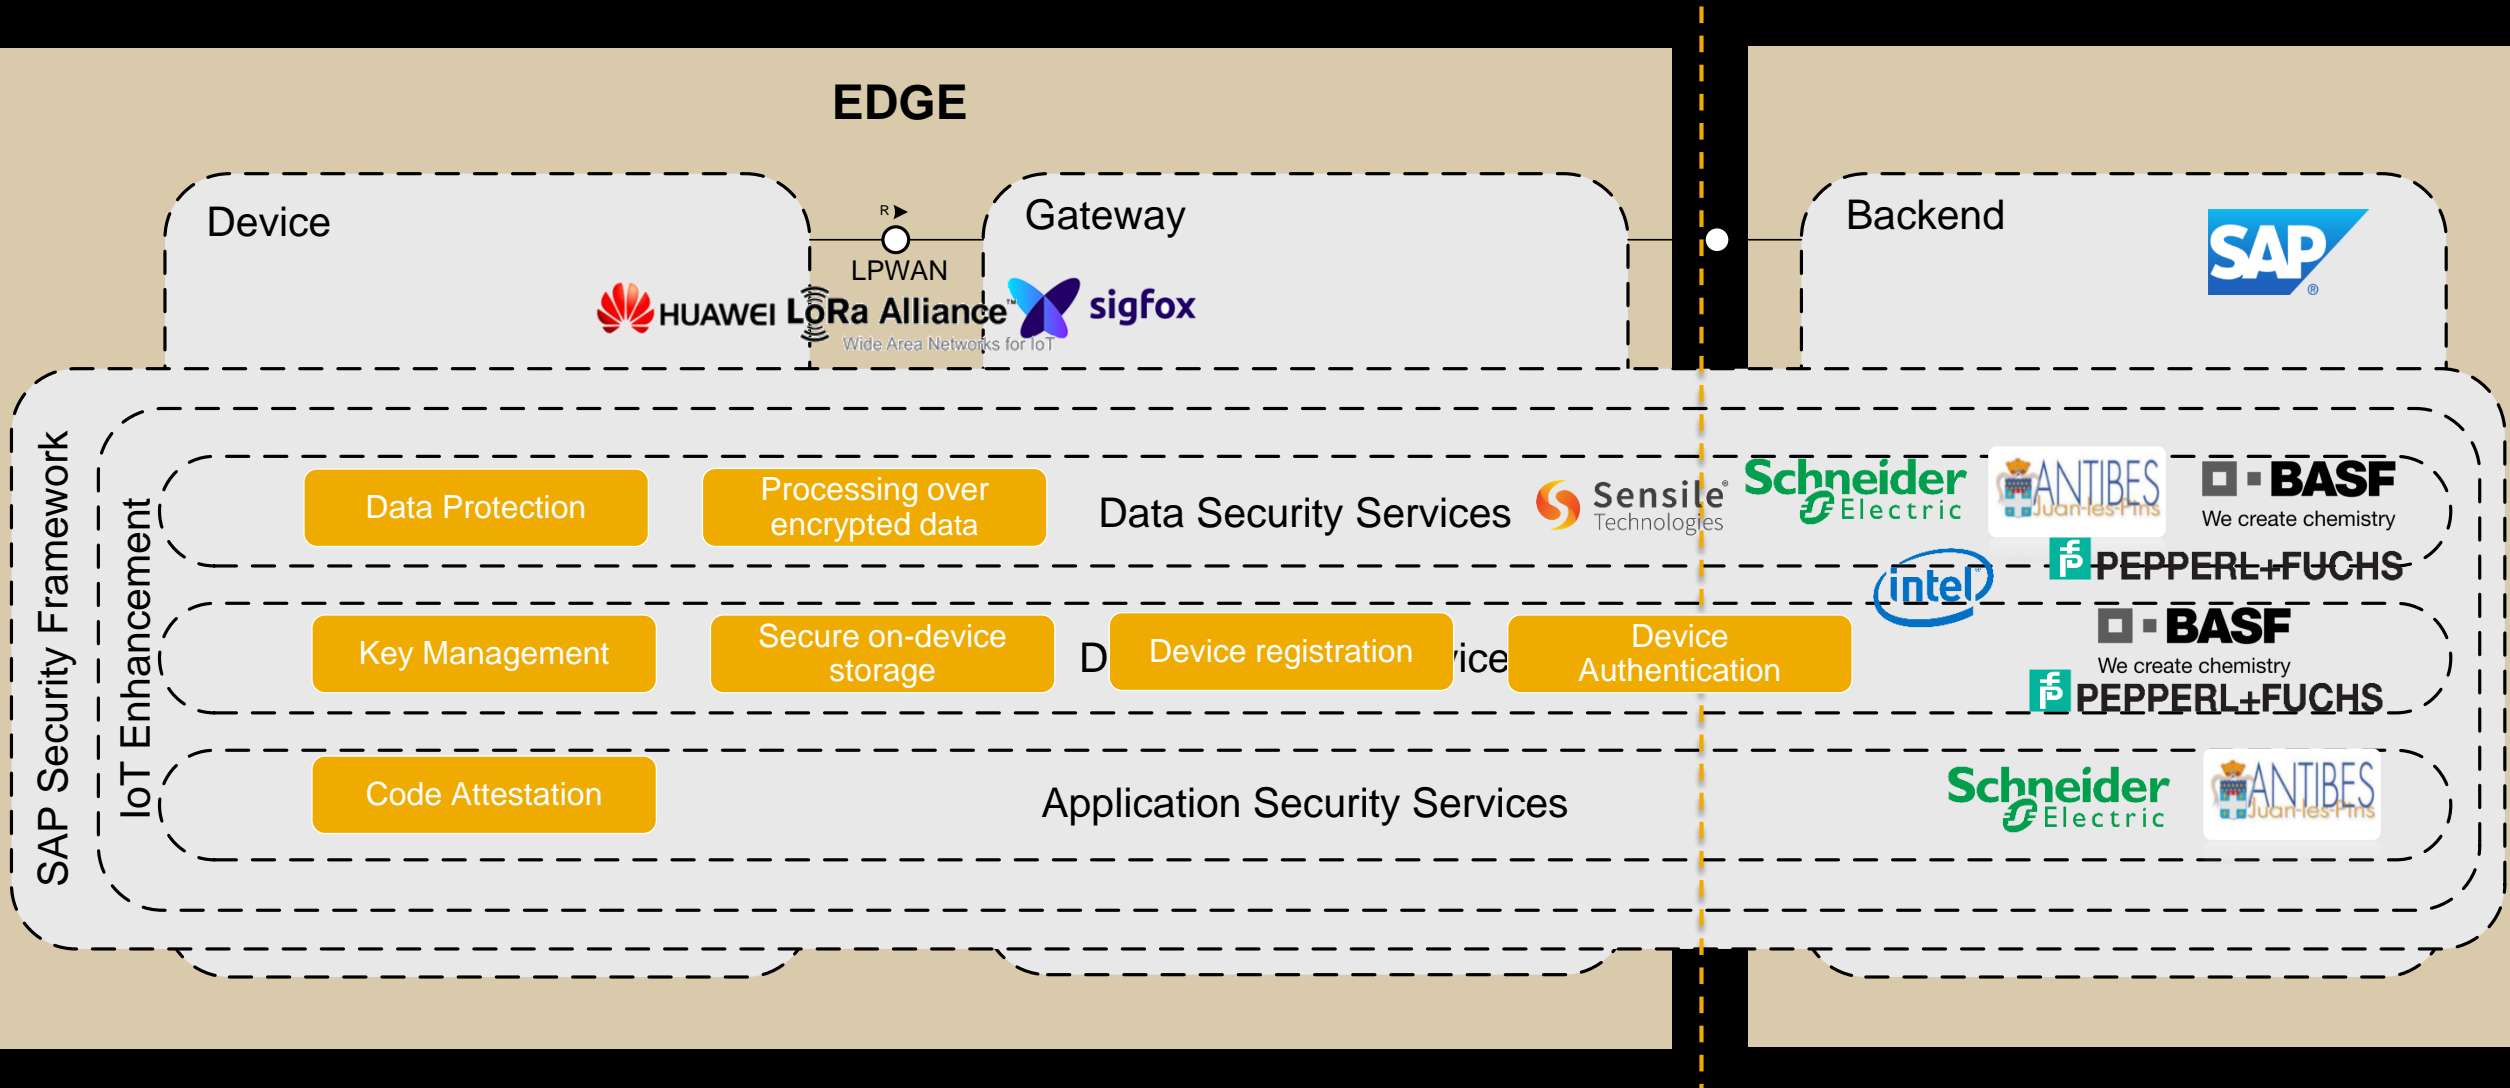 EDGE
Device
R
LPWAN
Gateway
Backend
SAP
®
HUAWEI
LoRa Alliance™
Wide Area Networks for IoT
sigfox
SAP Security Framework
IoT Enhancement
Data Protection
Processing over
encrypted data
Data Security Services
Sensile®
Technologies
Schneider
Electric
ANTIBES
Juan-les-Pins
BASF
We create chemistry
PEPPERL+FUCHS
intel®
Key Management
Secure on-device
storage
D
Device registration
vice
Device
Authentication
BASF
We create chemistry
PEPPERL+FUCHS
Code Attestation
Application Security Services
Schneider
Electric
ANTIBES
Juan-les-Pins